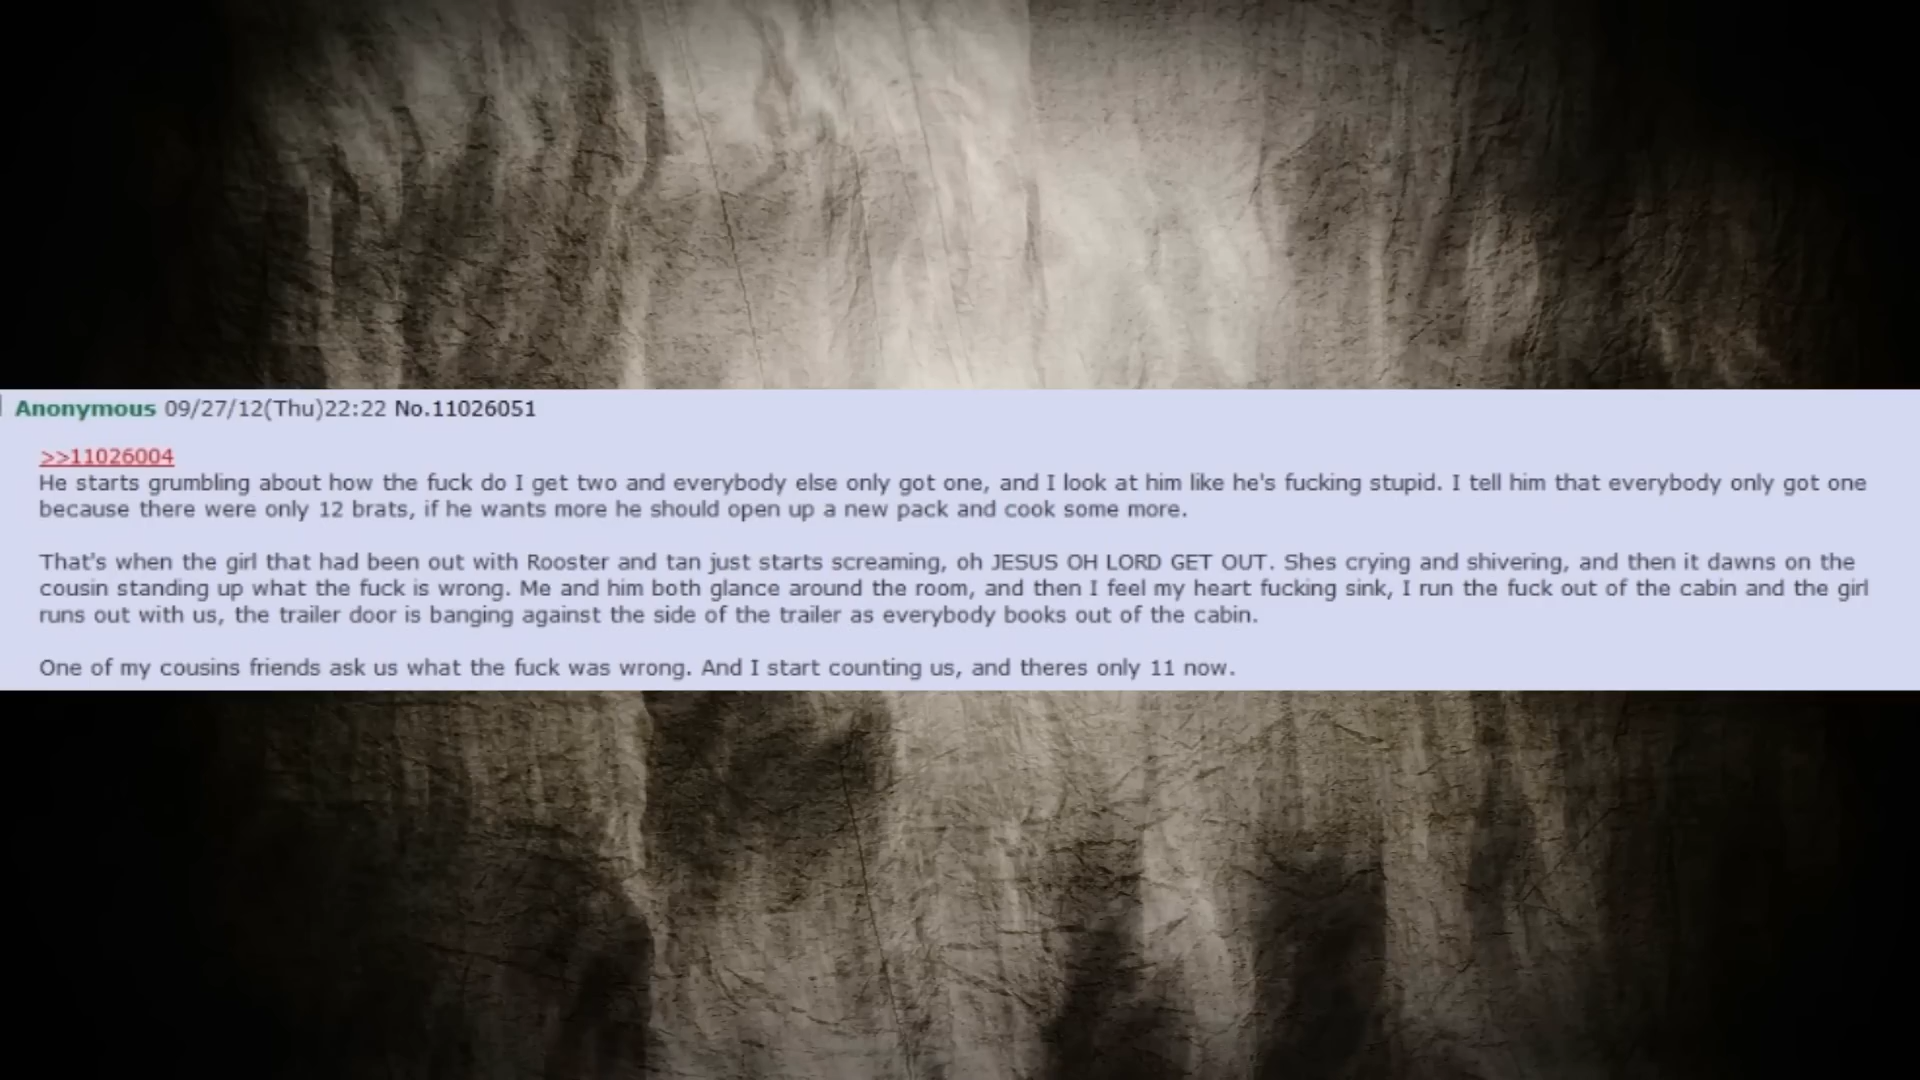 Anonymous 09/27/12(Thu)22:22 No.11026051
>>11026004
He starts grumbling about how the fuck do I get two and everybody else only got one, and I look at him like he's fucking stupid. I tell him that everybody only got one
because there were only 12 brats, if he wants more he should open up a new pack and cook some more.
That's when the girl that had been out with Rooster and tan just starts screaming, oh JESUS OH LORD GET OUT. Shes crying and shivering, and then it dawns on the
cousin standing up what the fuck is wrong. Me and him both glance around the room, and then I feel my heart fucking sink, I run the fuck out of the cabin and the girl
runs out with us, the trailer door is banging against the side of the trailer as everybody books out of the cabin.
One of my cousins friends ask us what the fuck was wrong. And I start counting us, and theres only 11 now.